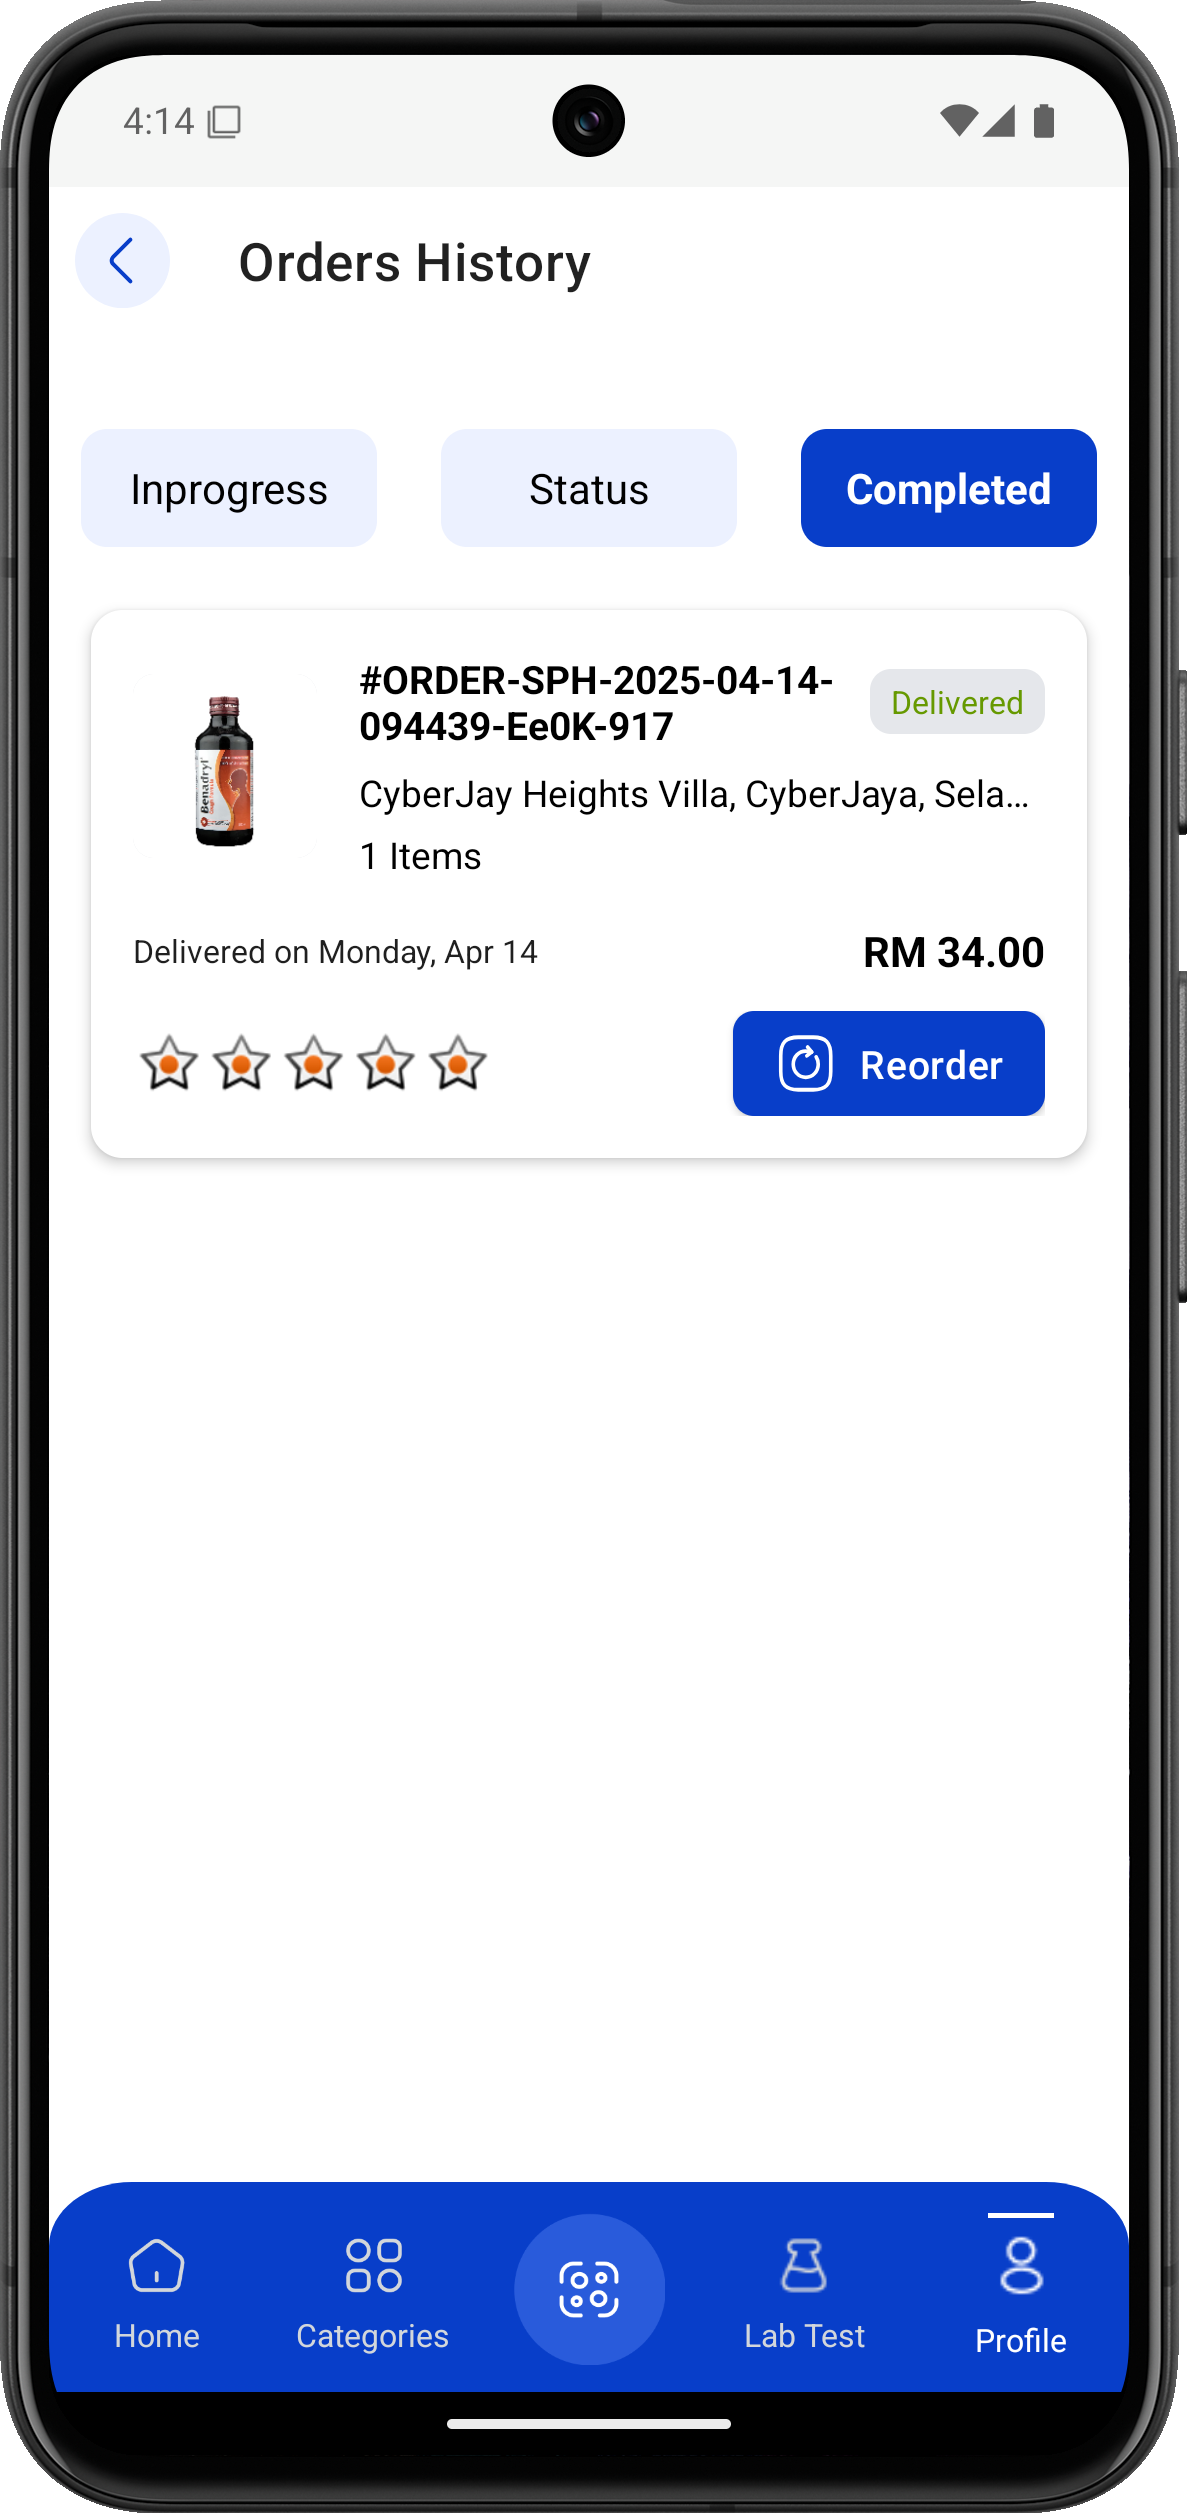 4:14
Orders History
Inprogress
Status
Completed
#ORDER-SPH-2025-04-14-
094439-Ee0K-917
Delivered
CyberJay Heights Villa, CyberJaya, Sela...
1 Items
Benadryl
Delivered on Monday, Apr 14
RM 34.00
Reorder
Home
Categories
Lab Test
Profile